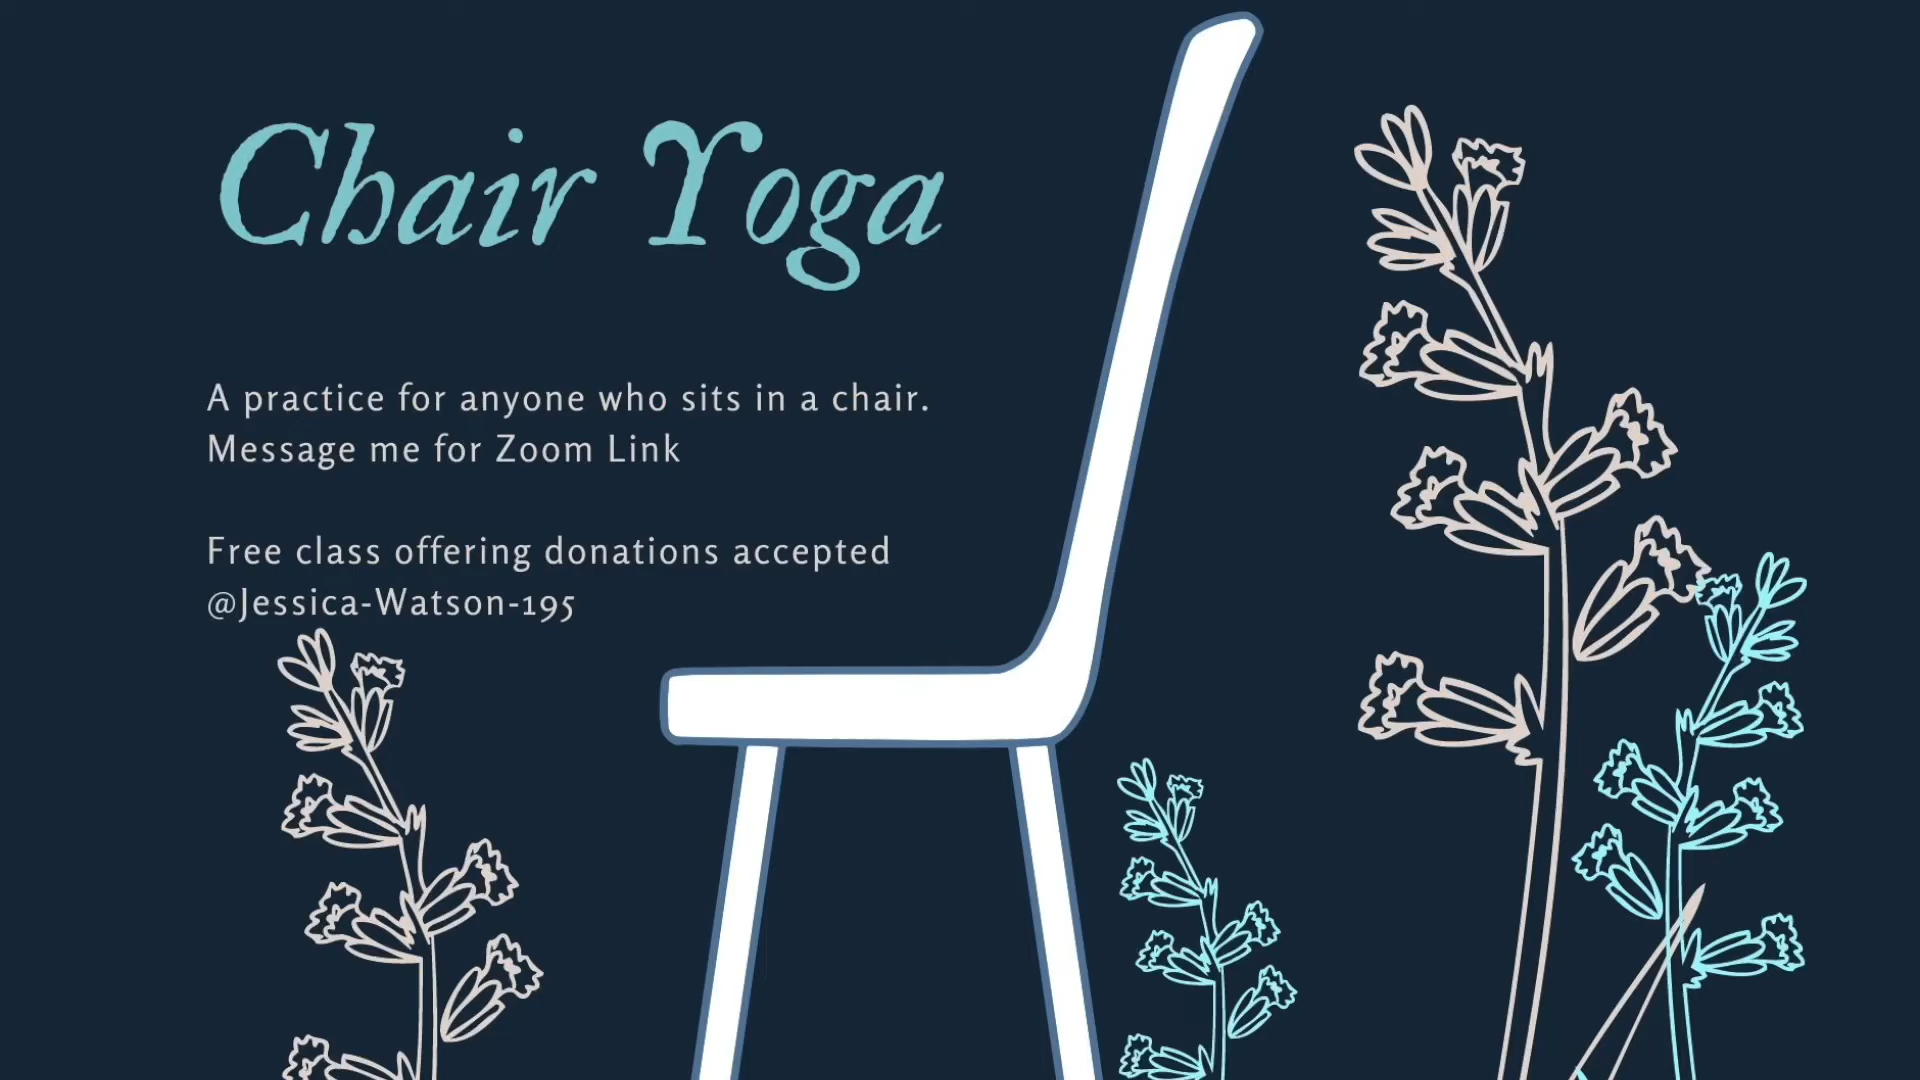 Chair Yoga
A practice for anyone who sits in a chair.
Message me for Zoom Link
Free class offering donations accepted
@Jessica-Watson-195